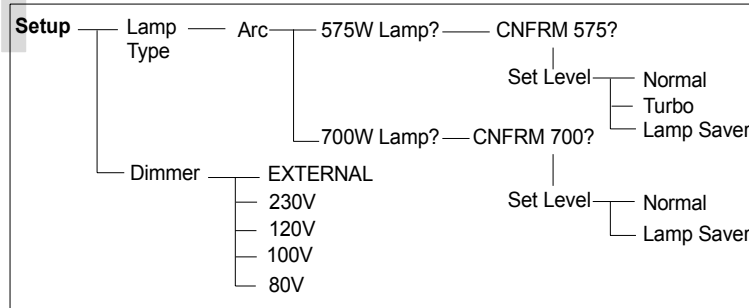 Setup
Lamp Type
Arc
575W Lamp?
CNFRM 575?
Set Level
Normal
Turbo
Lamp Saver
700W Lamp?
CNFRM 700?
Set Level
Normal
Lamp Saver
Dimmer
EXTERNAL
230V
120V
100V
80V